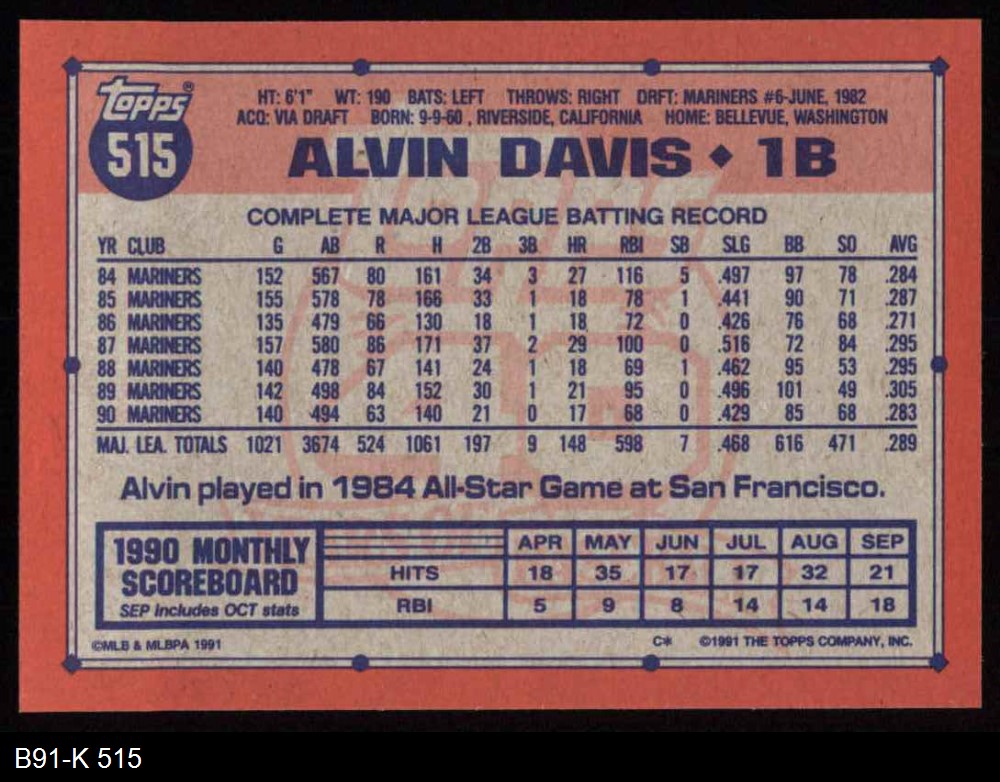 topps®
515
HT: 6'1" WT: 190 BATS: LEFT THROWS: RIGHT DRFT: MARINERS #6-JUNE, 1982
ACQ: VIA DRAFT BORN: 9-9-60 , RIVERSIDE, CALIFORNIA HOME: BELLEVUE, WASHINGTON
ALVIN DAVIS ◆ 1B
COMPLETE MAJOR LEAGUE BATTING RECORD
YR CLUB G AB R H 2B 3B HR RBI SB SLG BB SO AVG
84 MARINERS 152 567 80 161 34 3 27 116 5 .497 97 78 .284
85 MARINERS 155 578 78 166 33 1 18 78 1 .441 90 71 .287
86 MARINERS 135 479 66 130 18 1 18 72 0 .426 76 68 .271
87 MARINERS 157 580 86 171 37 2 29 100 0 .516 72 84 .295
88 MARINERS 140 478 67 141 24 1 18 69 1 .462 95 53 .295
89 MARINERS 142 498 84 152 30 1 21 95 0 .496 101 49 .305
90 MARINERS 140 494 63 140 21 0 17 68 0 .429 85 68 .283
MAJ. LEA. TOTALS 1021 3674 524 1061 197 9 148 598 7 .468 616 471 .289
Alvin played in 1984 All-Star Game at San Francisco.
1990 MONTHLY
SCOREBOARD
SEP Includes OCT stats
APR MAY JUN JUL AUG SEP
HITS 18 35 17 17 32 21
RBI 5 9 8 14 14 18
©MLB & MLBPA 1991 C* ©1991 THE TOPPS COMPANY, INC.
B91-K 515